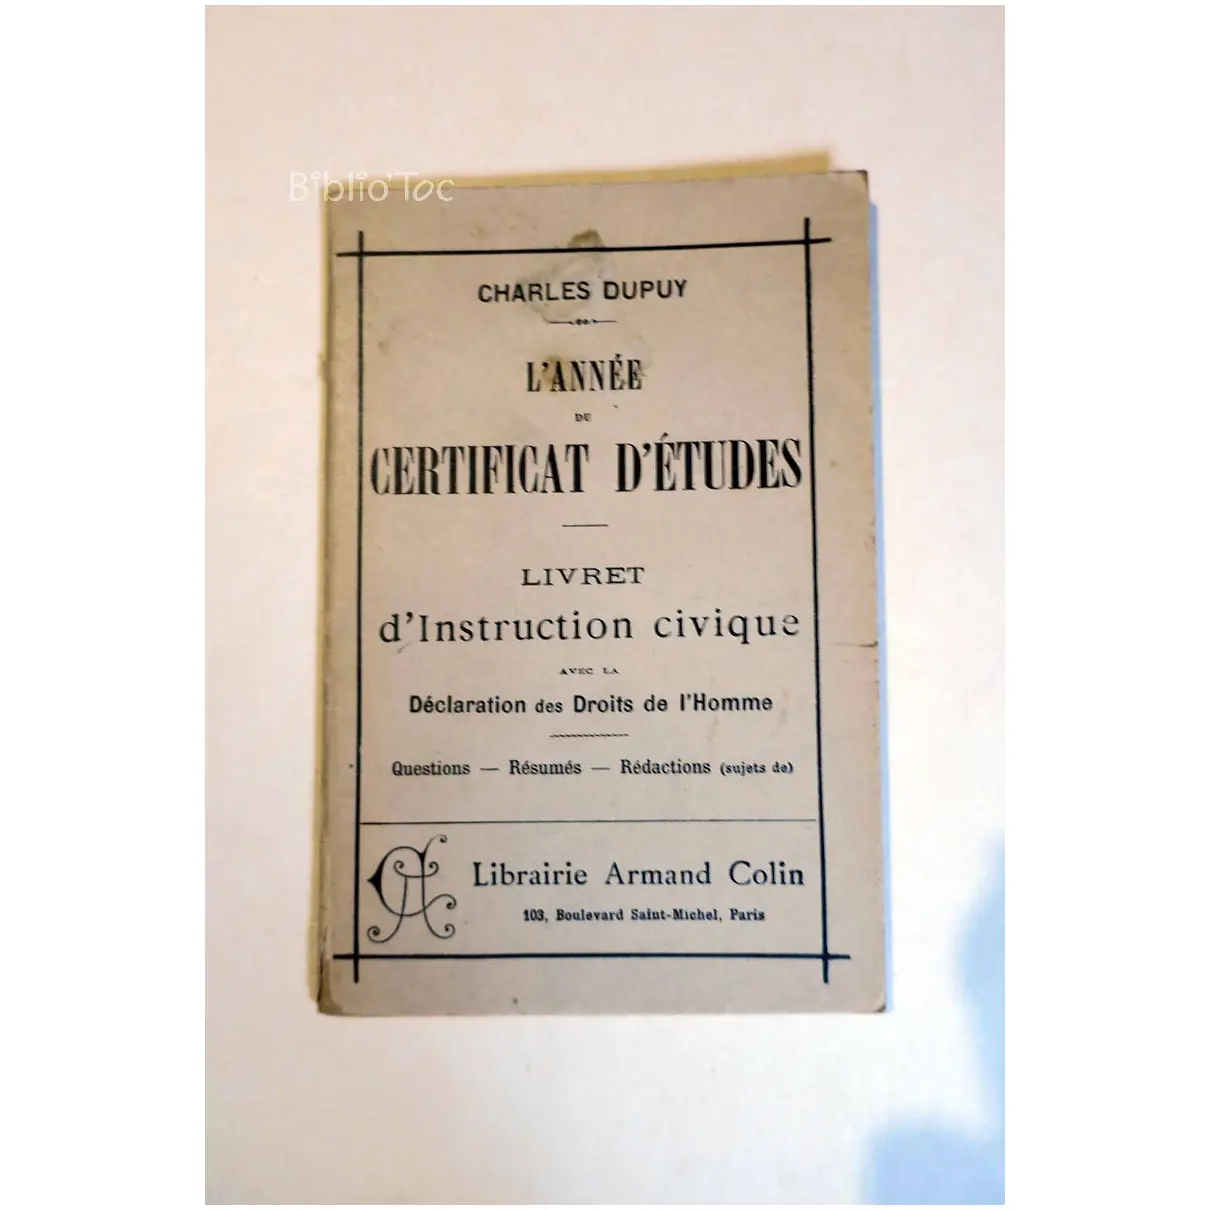 Biblio'Toc
CHARLES DUPUY
L'ANNÉE
DU
CERTIFICAT D'ÉTUDES
LIVRET
d'Instruction civique
AVEC LA
Déclaration des Droits de l'Homme
Questions — Résumés — Rédactions (sujets de)
Librairie Armand Colin
103, Boulevard Saint-Michel, Paris